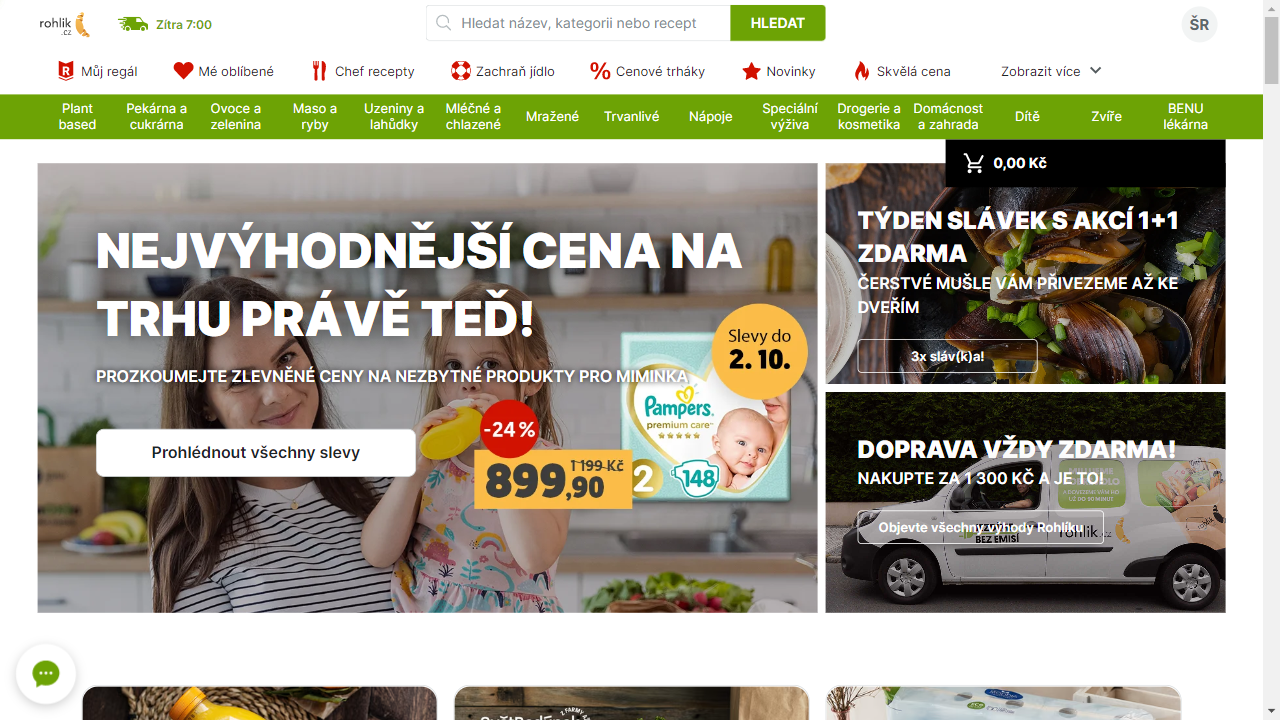 rohlik
.cz
Zítra 7:00
Hledat název, kategorii nebo recept
HLEDAT
ŠR
Můj regál
Mé oblíbené
Chef recepty
Zachraň jídlo
Cenové trháky
Novinky
Skvělá cena
Zobrazit více
Plant
based
Pekárna a
cukrárna
Ovoce a
zelenina
Maso a
ryby
Uzeniny a
lahůdky
Mléčné a
chlazené
Mražené
Trvanlivé
Nápoje
Speciální
výživa
Drogerie a
kosmetika
Domácnost
a zahrada
Dítě
Zvíře
BENU
lékárna
0,00 Kč
NEJVÝHODNĚJŠÍ CENA NA
TRHU PRÁVĚ TEĎ!
PROZKOUMEJTE ZLEVNĚNÉ CENY NA NEZBYTNÉ PRODUKTY PRO MIMINKA
Prohlédnout všechny slevy
Slevy do
2. 10.
-24 %
1 199 Kč
899,90
Pampers
premium care
2
148
TÝDEN SLÁVEK S AKCÍ 1+1
ZDARMA
ČERSTVÉ MUŠLE VÁM PŘIVEZEME AŽ KE
DVEŘÍM
3x sláv(k)a!
DOPRAVA VŽDY ZDARMA!
NAKUPTE ZA 1 300 KČ A JE TO!
Objevte všechny výhody Rohlíku
BEZ EMISÍ
rohlik.cz